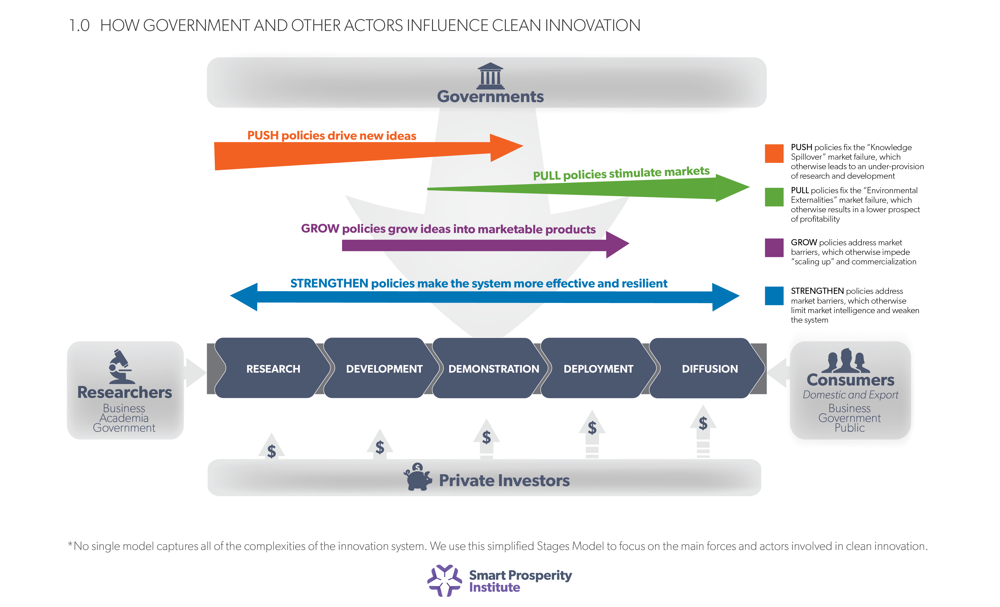 1.0 HOW GOVERNMENT AND OTHER ACTORS INFLUENCE CLEAN INNOVATION
Governments
PUSH policies drive new ideas
PULL policies stimulate markets
GROW policies grow ideas into marketable products
STRENGTHEN policies make the system more effective and resilient
PUSH policies fix the “Knowledge
Spillover” market failure, which
otherwise leads to an under-provision
of research and development
PULL policies fix the “Environmental
Externalities” market failure, which
otherwise results in a lower prospect
of profitability
GROW policies address market
barriers, which otherwise impede
“scaling up” and commercialization
STRENGTHEN policies address
market barriers, which otherwise
limit market intelligence and weaken
the system
Researchers
Business
Academia
Government
RESEARCH
DEVELOPMENT
DEMONSTRATION
DEPLOYMENT
DIFFUSION
Consumers
Domestic and Export
Business
Government
Public
$
$
$
$
$
$
Private Investors
*No single model captures all of the complexities of the innovation system. We use this simplified Stages Model to focus on the main forces and actors involved in clean innovation.
Smart Prosperity
Institute